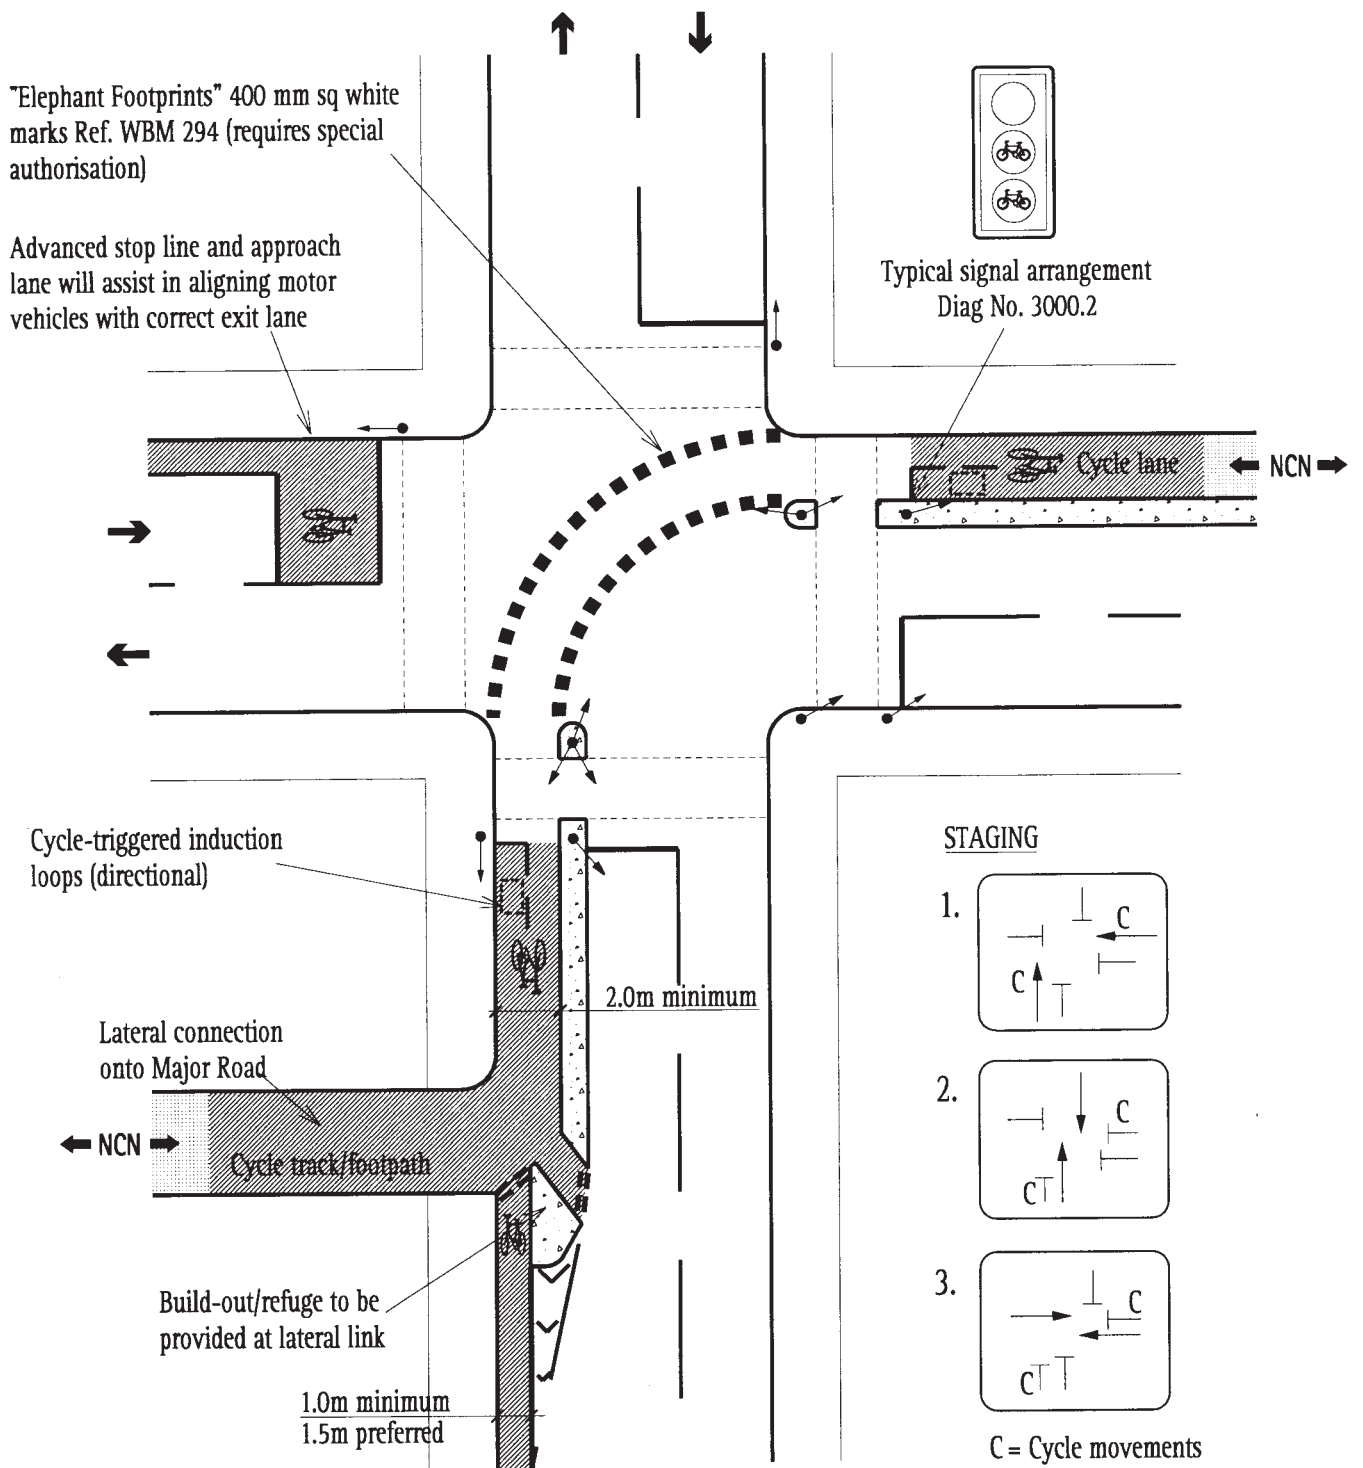 "Elephant Footprints" 400 mm sq white
marks Ref. WBM 294 (requires special
authorisation)
Advanced stop line and approach
lane will assist in aligning motor
vehicles with correct exit lane
Typical signal arrangement
Diag No. 3000.2
Cycle lane
NCN
Cycle-triggered induction
loops (directional)
2.0m minimum
Lateral connection
onto Major Road
NCN
Cycle track/footpath
Build-out/refuge to be
provided at lateral link
1.0m minimum
1.5m preferred
STAGING
1.
C
C
2.
C
C
3.
C
C
C = Cycle movements